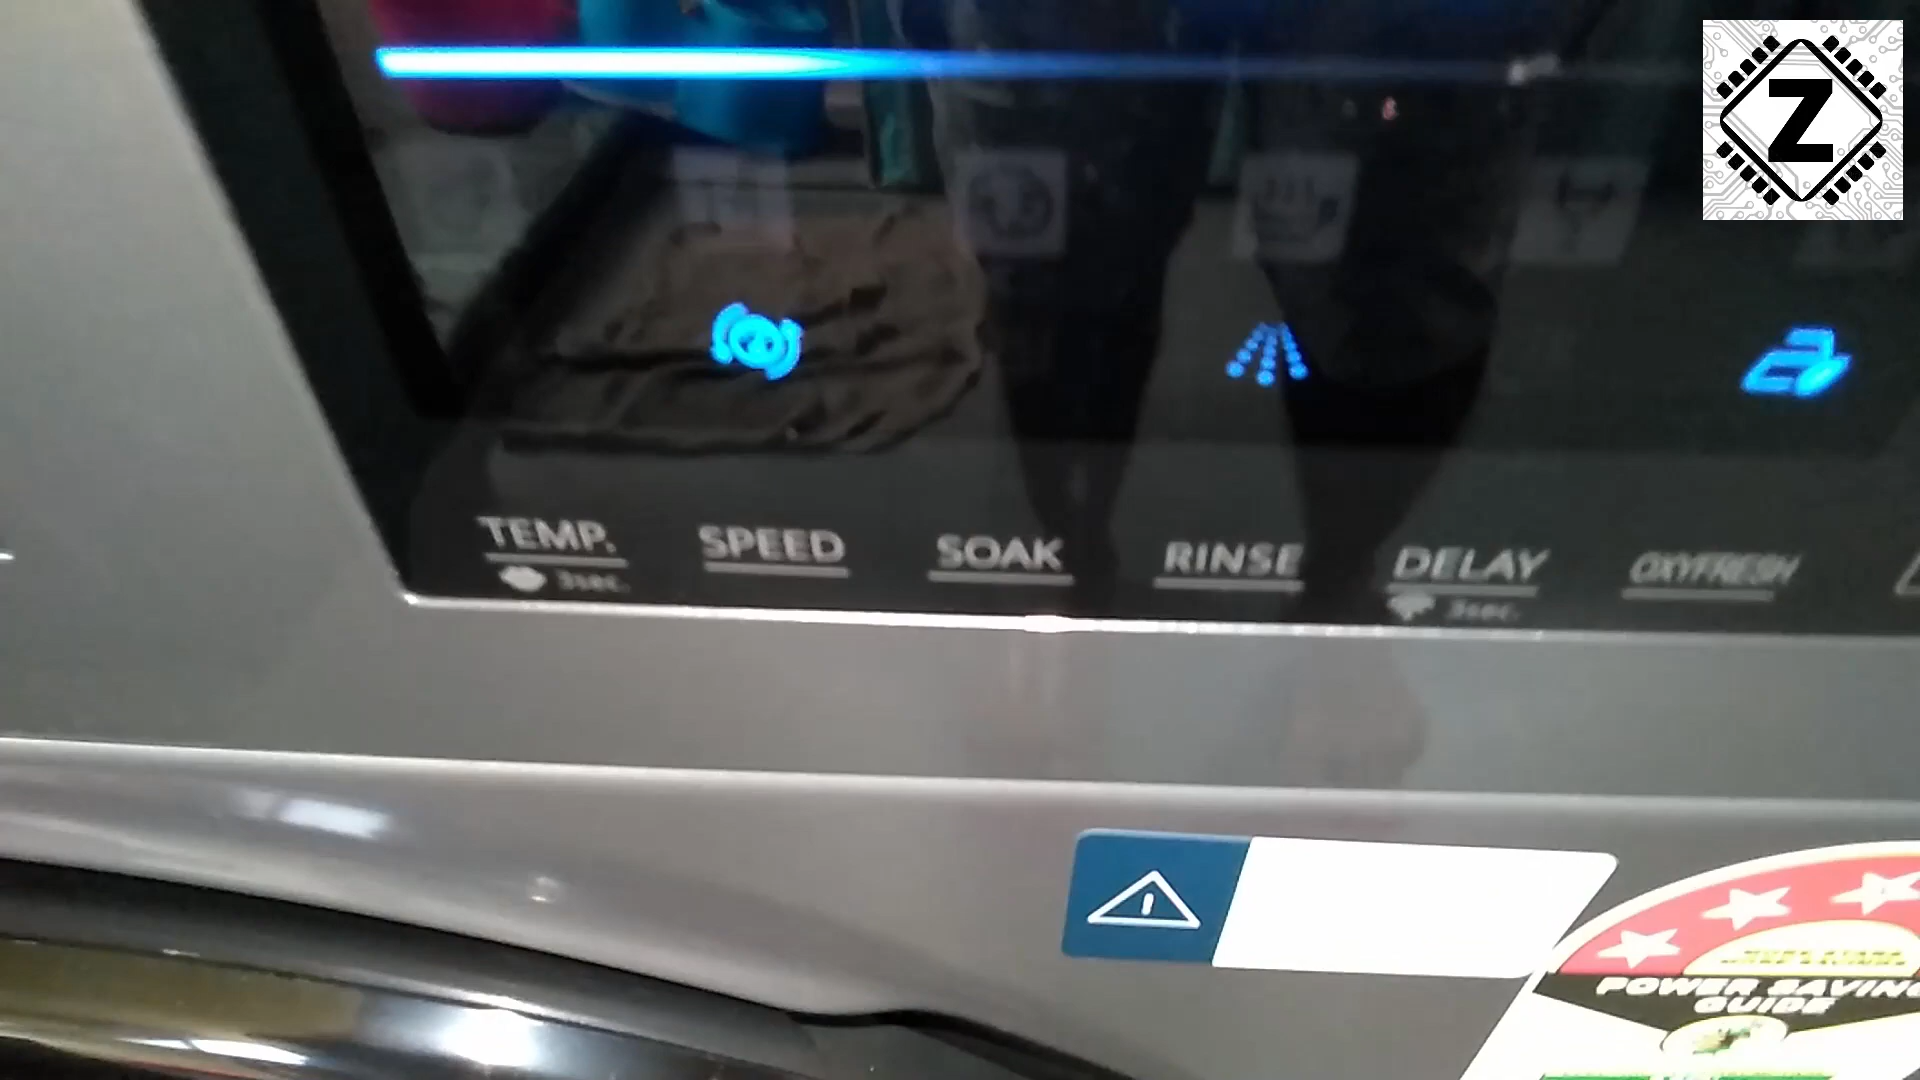 Z
TEMP. SPEED SOAK RINSE DELAY OXYFRESH
3sec. 3sec.
POWER SAVING
GUIDE